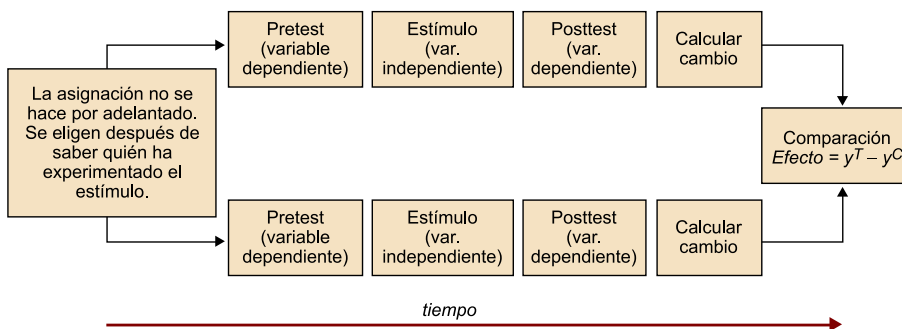 Pretest
(variable
dependiente)
Estímulo
(var.
independiente)
Posttest
(var.
dependiente)
Calcular
cambio
La asignación no se
hace por adelantado.
Se eligen después de
saber quién ha
experimentado el
estímulo.
Comparación
Efecto = y^T – y^C
Pretest
(variable
dependiente)
Estímulo
(var.
independiente)
Posttest
(var.
dependiente)
Calcular
cambio
tiempo